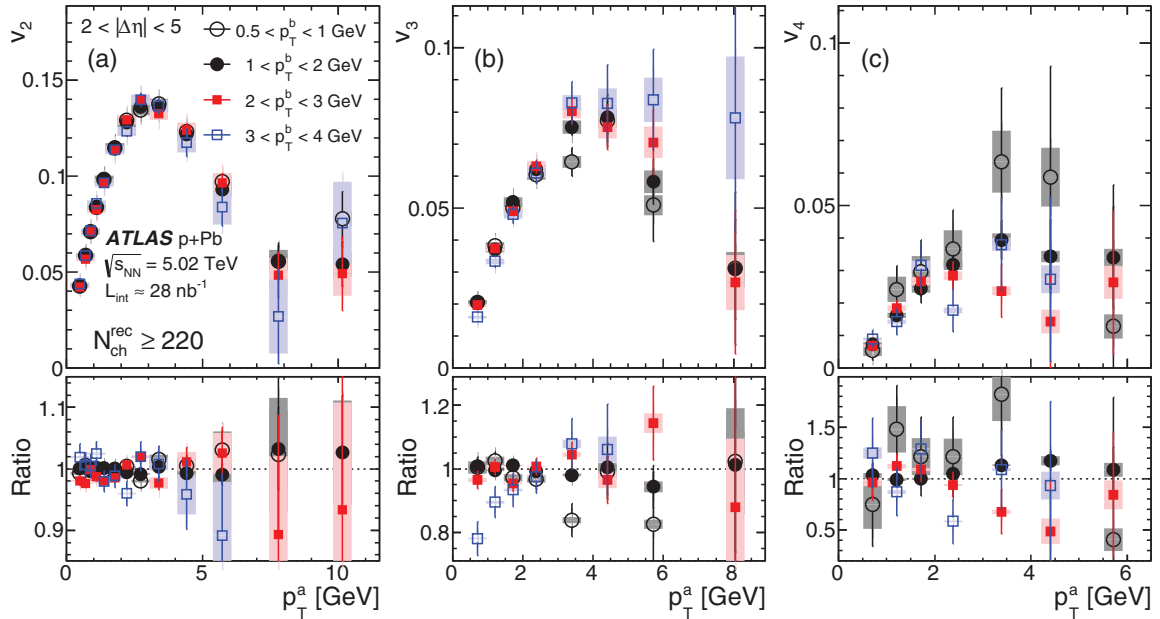 v₂
2 < |Δη| < 5
(a)
0.5 < p_T^b < 1 GeV
1 < p_T^b < 2 GeV
2 < p_T^b < 3 GeV
3 < p_T^b < 4 GeV
0.2
0.15
0.1
0.05
0
ATLAS p+Pb
√s_NN = 5.02 TeV
L_int ≈ 28 nb⁻¹
N_ch^rec ≥ 220
v₃
(b)
0.1
0.05
0
v₄
(c)
0.1
0.05
0
Ratio
1.1
1
0.9
0 5 10
p_T^a [GeV]
Ratio
1.2
1
0.8
0 2 4 6 8
p_T^a [GeV]
Ratio
1.5
1
0.5
0 2 4 6
p_T^a [GeV]